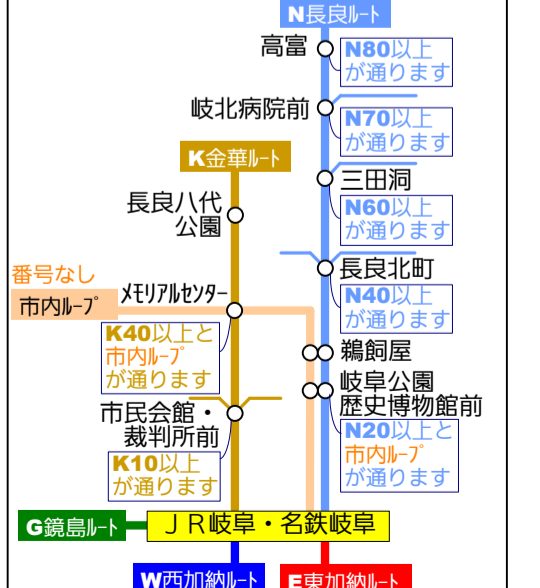 N長良ルート
高富
N80以上
が通ります
岐北病院前
N70以上
が通ります
K金華ルート
三田洞
長良八代
公園
N60以上
が通ります
長良北町
番号なし
市内ループ
メモリアルセンター
N40以上
が通ります
K40以上と
市内ループ
が通ります
鵜飼屋
岐阜公園
歴史博物館前
市民会館・
裁判所前
N20以上と
市内ループ
が通ります
K10以上
が通ります
G鏡島ルート
ＪＲ岐阜・名鉄岐阜
W西加納ルート
E東加納ルート